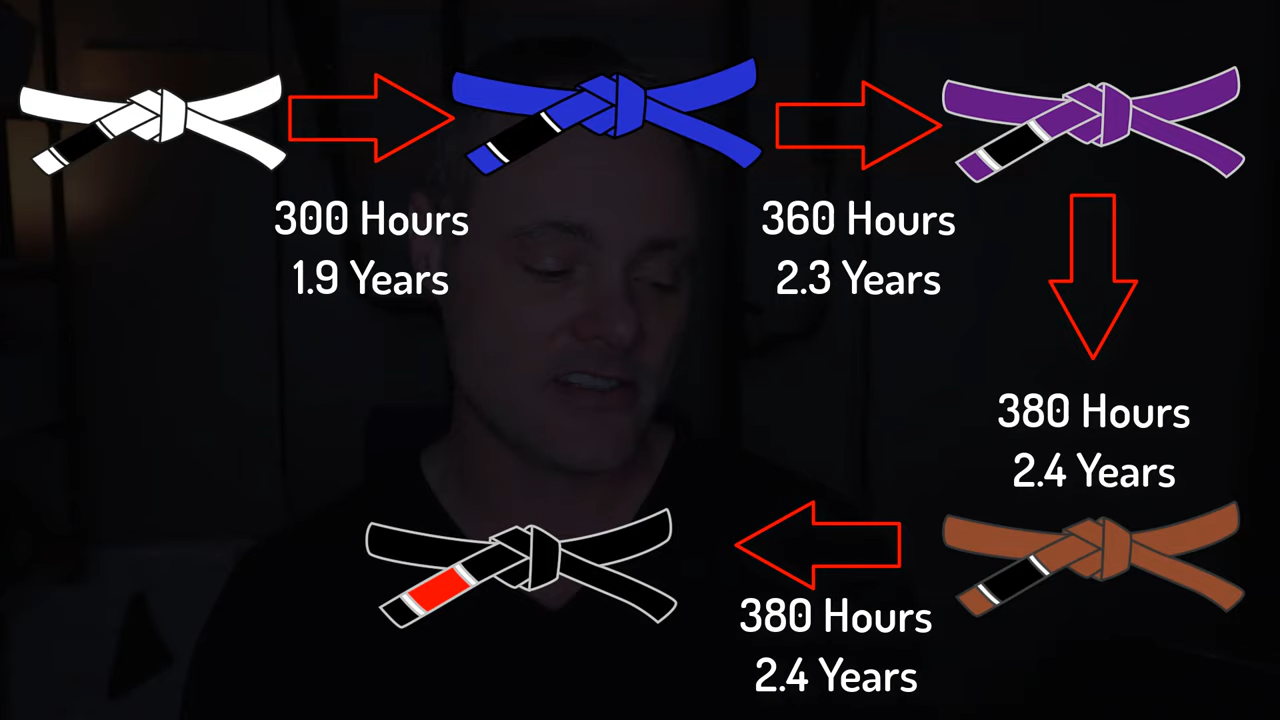 300 Hours
1.9 Years
360 Hours
2.3 Years
380 Hours
2.4 Years
380 Hours
2.4 Years